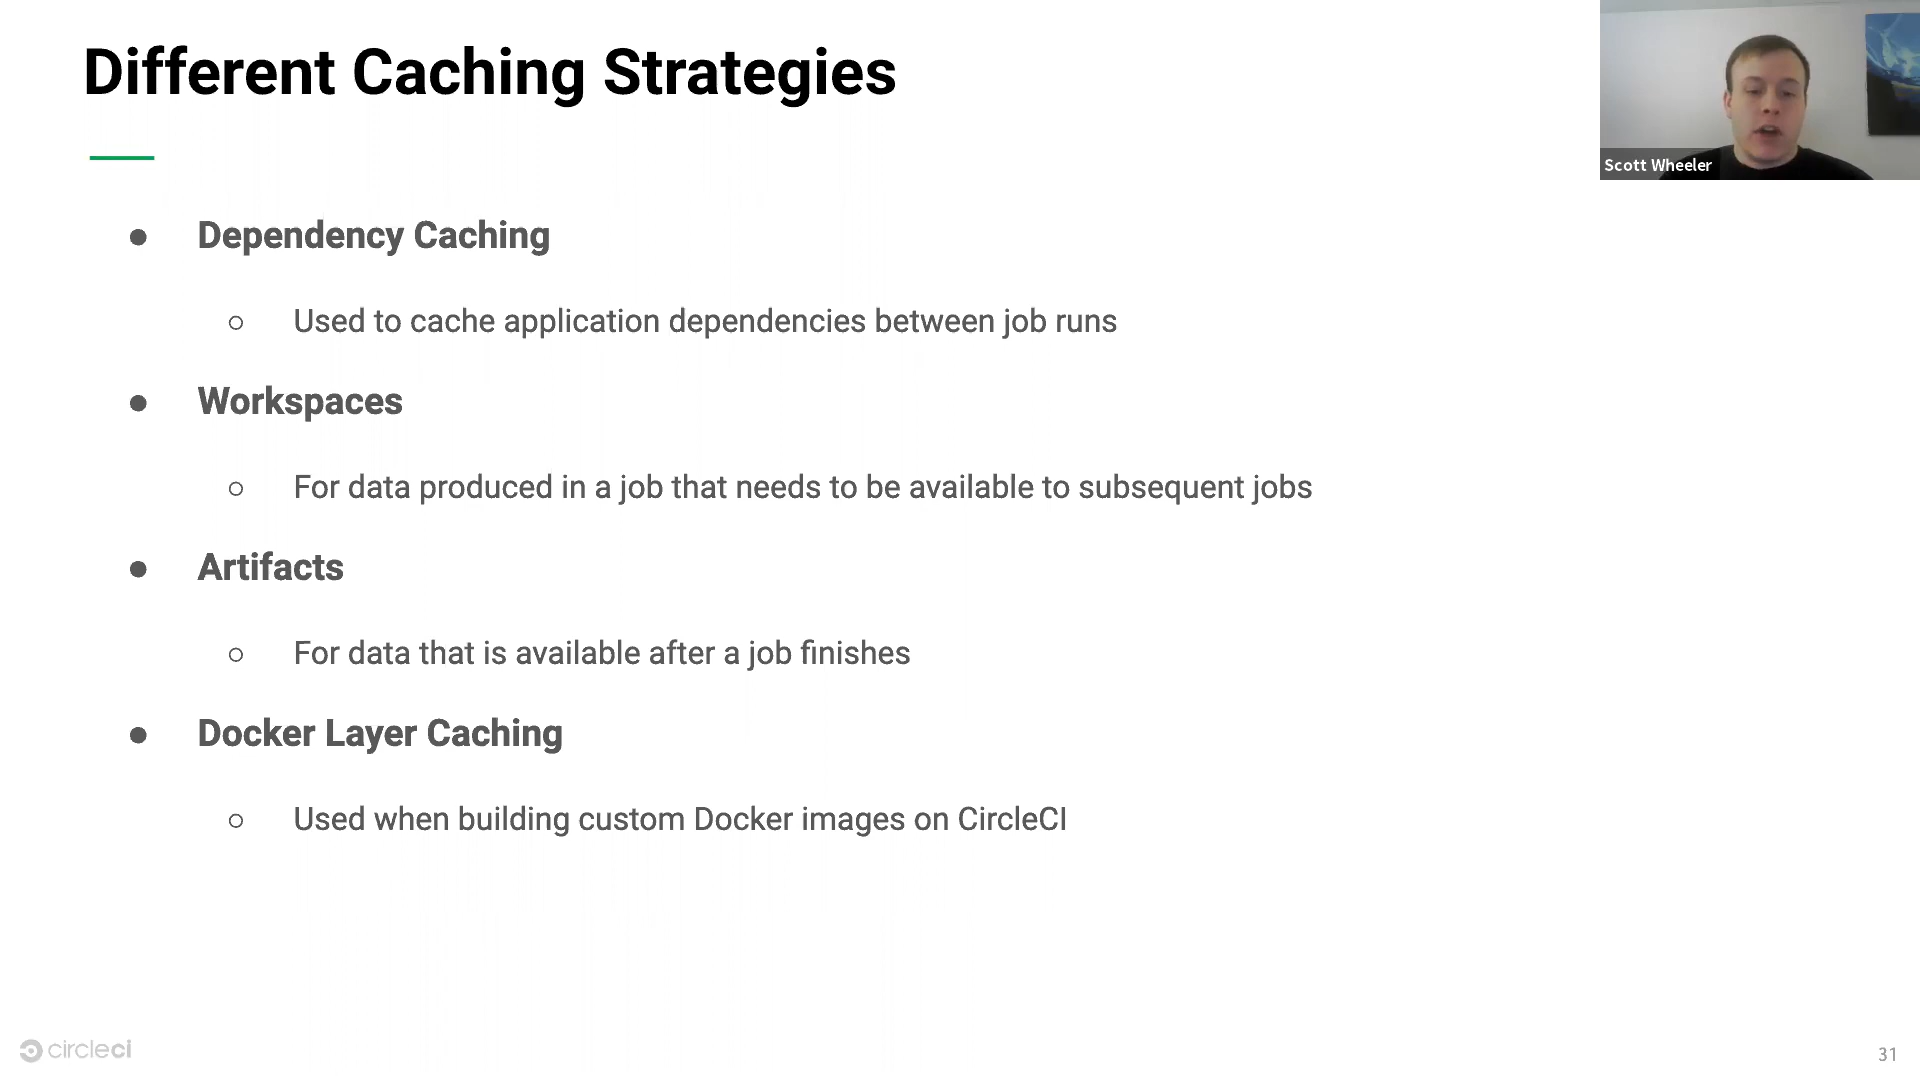 Different Caching Strategies
Scott Wheeler
● Dependency Caching
○ Used to cache application dependencies between job runs
● Workspaces
○ For data produced in a job that needs to be available to subsequent jobs
● Artifacts
○ For data that is available after a job finishes
● Docker Layer Caching
○ Used when building custom Docker images on CircleCI
circleci
31